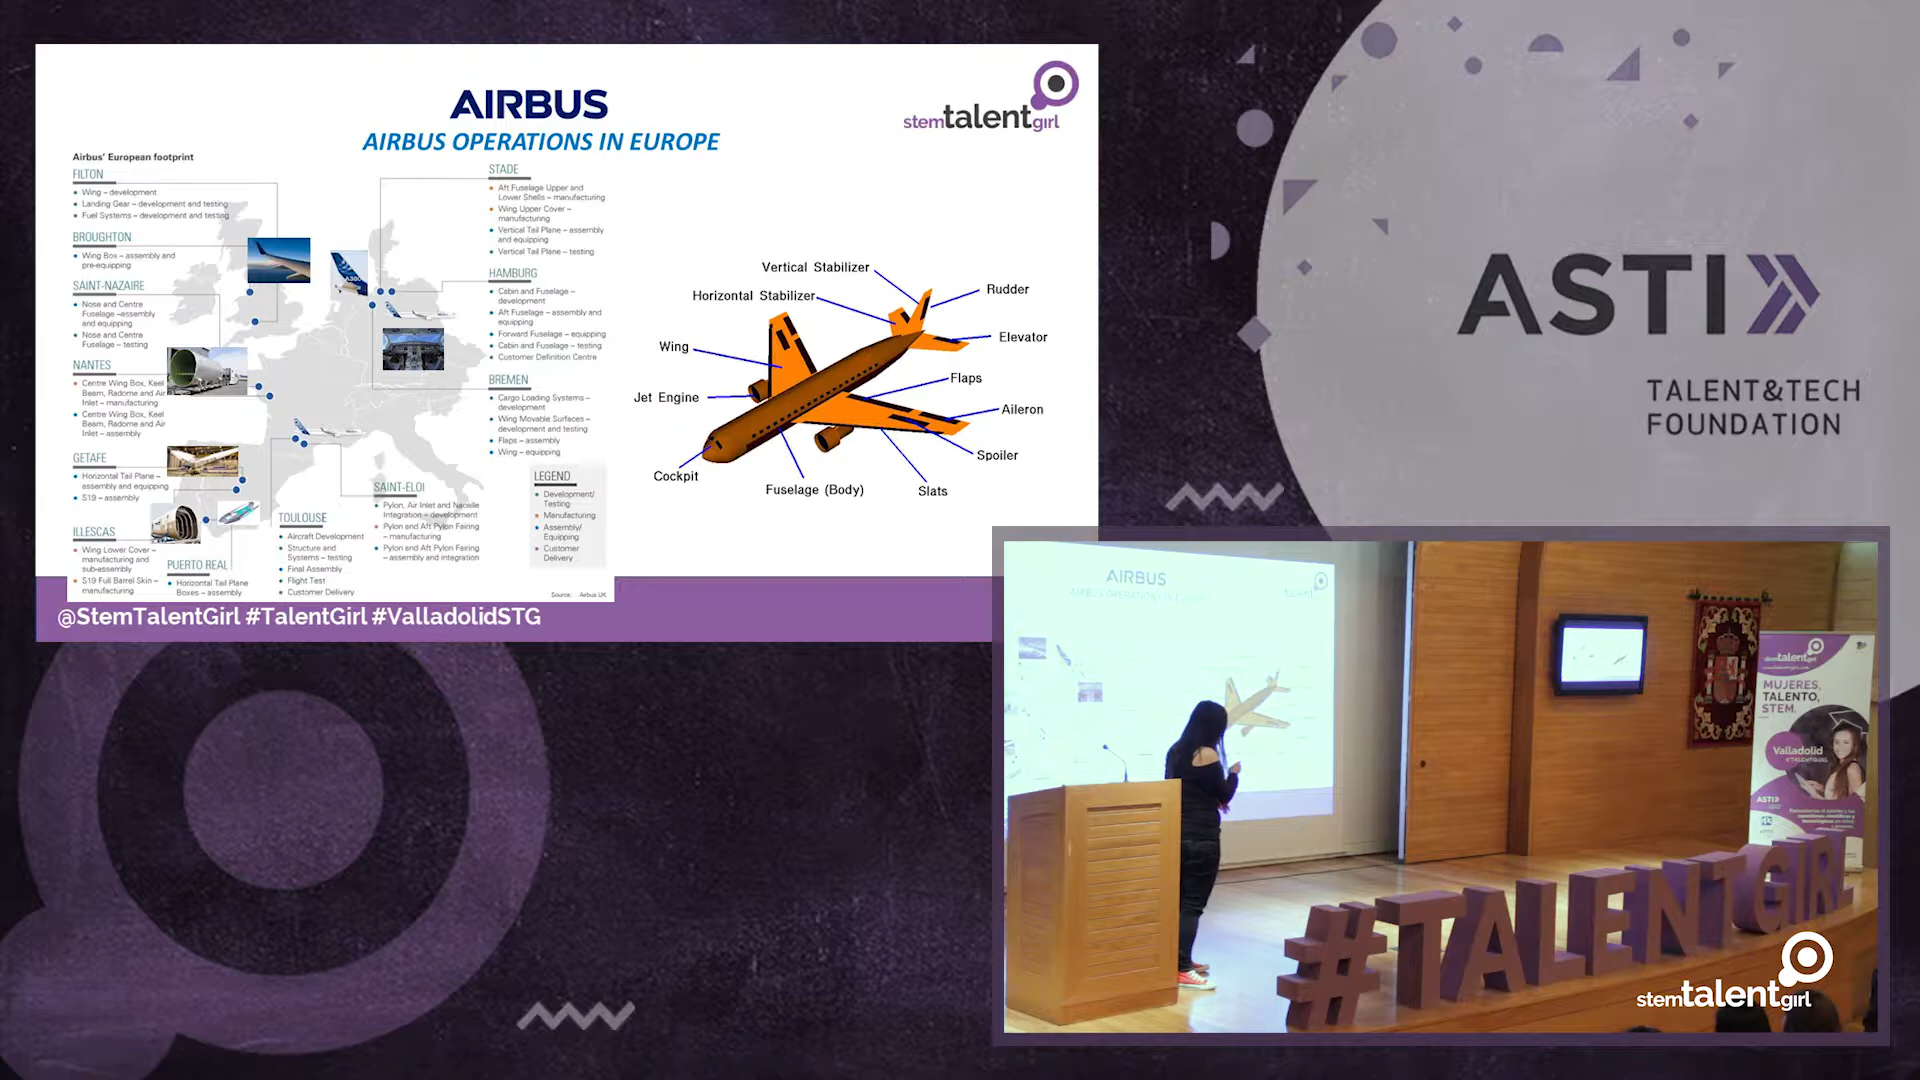 AIRBUS
AIRBUS OPERATIONS IN EUROPE
stemtalentgirl
Airbus' European footprint
FILTON
Wing – development
Landing Gear – development and testing
Fuel Systems – development and testing
BROUGHTON
Wing Box – assembly and
pre-equipping
SAINT-NAZAIRE
Nose and Centre
Fuselage –assembly
and equipping
Nose and Centre
Fuselage – testing
NANTES
Centre Wing Box, Keel
Beam, Radome and Air
Inlet – manufacturing
Centre Wing Box, Keel
Beam, Radome and Air
Inlet – assembly
GETAFE
Horizontal Tail Plane –
assembly and equipping
S19 – assembly
ILLESCAS
Wing Lower Cover –
manufacturing and
sub-assembly
S19 Full Barrel Skin –
manufacturing
PUERTO REAL
Horizontal Tail Plane
Boxes – assembly
TOULOUSE
Aircraft Development
Structure and
Systems – testing
Final Assembly
Flight Test
Customer Delivery
SAINT-ELOI
Pylon, Air Inlet and Nacelle
Integration – development
Pylon and Aft Pylon Fairing
– manufacturing
Pylon and Aft Pylon Fairing
– assembly and integration
STADE
Aft Fuselage Upper and
Lower Shells – manufacturing
Wing Upper Cover –
manufacturing
Vertical Tail Plane – assembly
and equipping
Vertical Tail Plane – testing
HAMBURG
Cabin and Fuselage –
development
Aft Fuselage – assembly and
equipping
Forward Fuselage – equipping
Cabin and Fuselage – testing
Customer Definition Centre
BREMEN
Cargo Loading Systems –
development
Wing Movable Surfaces –
development and testing
Flaps – assembly
Wing – equipping
LEGEND
Development/
Testing
Manufacturing
Assembly/
Equipping
Customer
Delivery
Source: Airbus UK
Vertical Stabilizer
Horizontal Stabilizer
Rudder
Wing
Elevator
Flaps
Jet Engine
Aileron
Spoiler
Cockpit
Fuselage (Body)
Slats
@StemTalentGirl #TalentGirl #ValladolidSTG
ASTI
TALENT&TECH
FOUNDATION
AIRBUS
AIRBUS OPERATIONS IN EUROPE
stemtalentgirl
MUJERES,
TALENTO,
STEM.
Valladolid
#TALENTGIRL
ASTI
#TALENTGIRL
stemtalentgirl